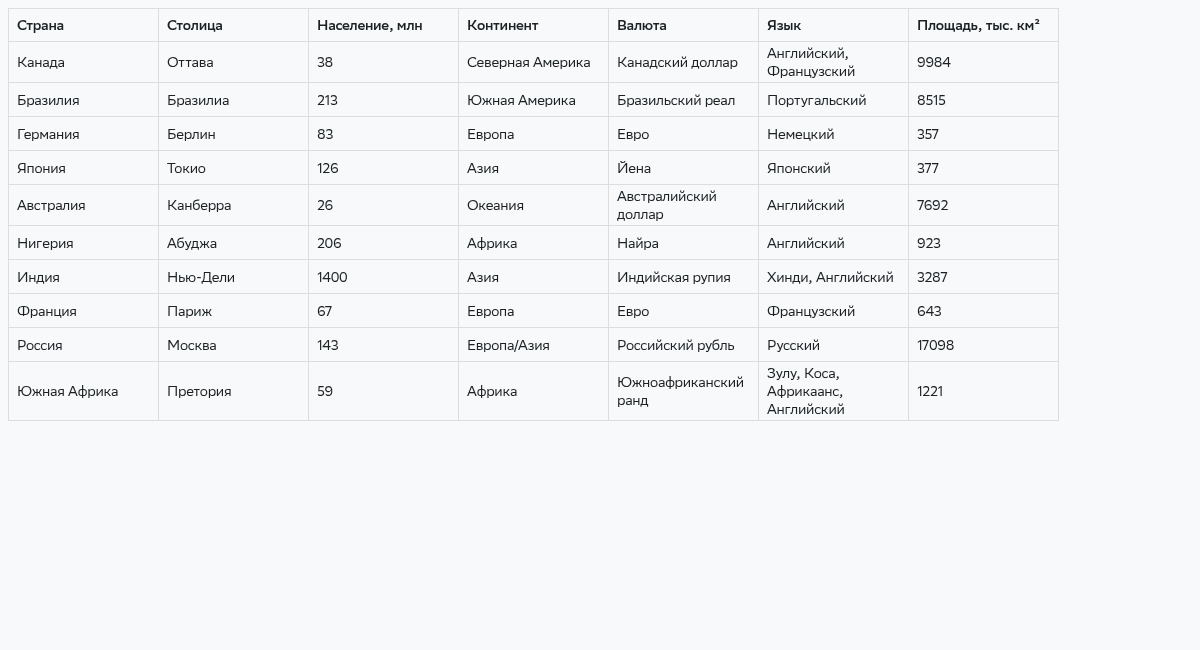 Страна Столица Население, млн Континент Валюта Язык Площадь, тыс. км²
Канада Оттава 38 Северная Америка Канадский доллар Английский, Французский 9984
Бразилия Бразилиа 213 Южная Америка Бразильский реал Португальский 8515
Германия Берлин 83 Европа Евро Немецкий 357
Япония Токио 126 Азия Йена Японский 377
Австралия Канберра 26 Океания Австралийский доллар Английский 7692
Нигерия Абуджа 206 Африка Найра Английский 923
Индия Нью-Дели 1400 Азия Индийская рупия Хинди, Английский 3287
Франция Париж 67 Европа Евро Французский 643
Россия Москва 143 Европа/Азия Российский рубль Русский 17098
Южная Африка Претория 59 Африка Южноафриканский ранд Зулу, Коса, Африкаанс, Английский 1221